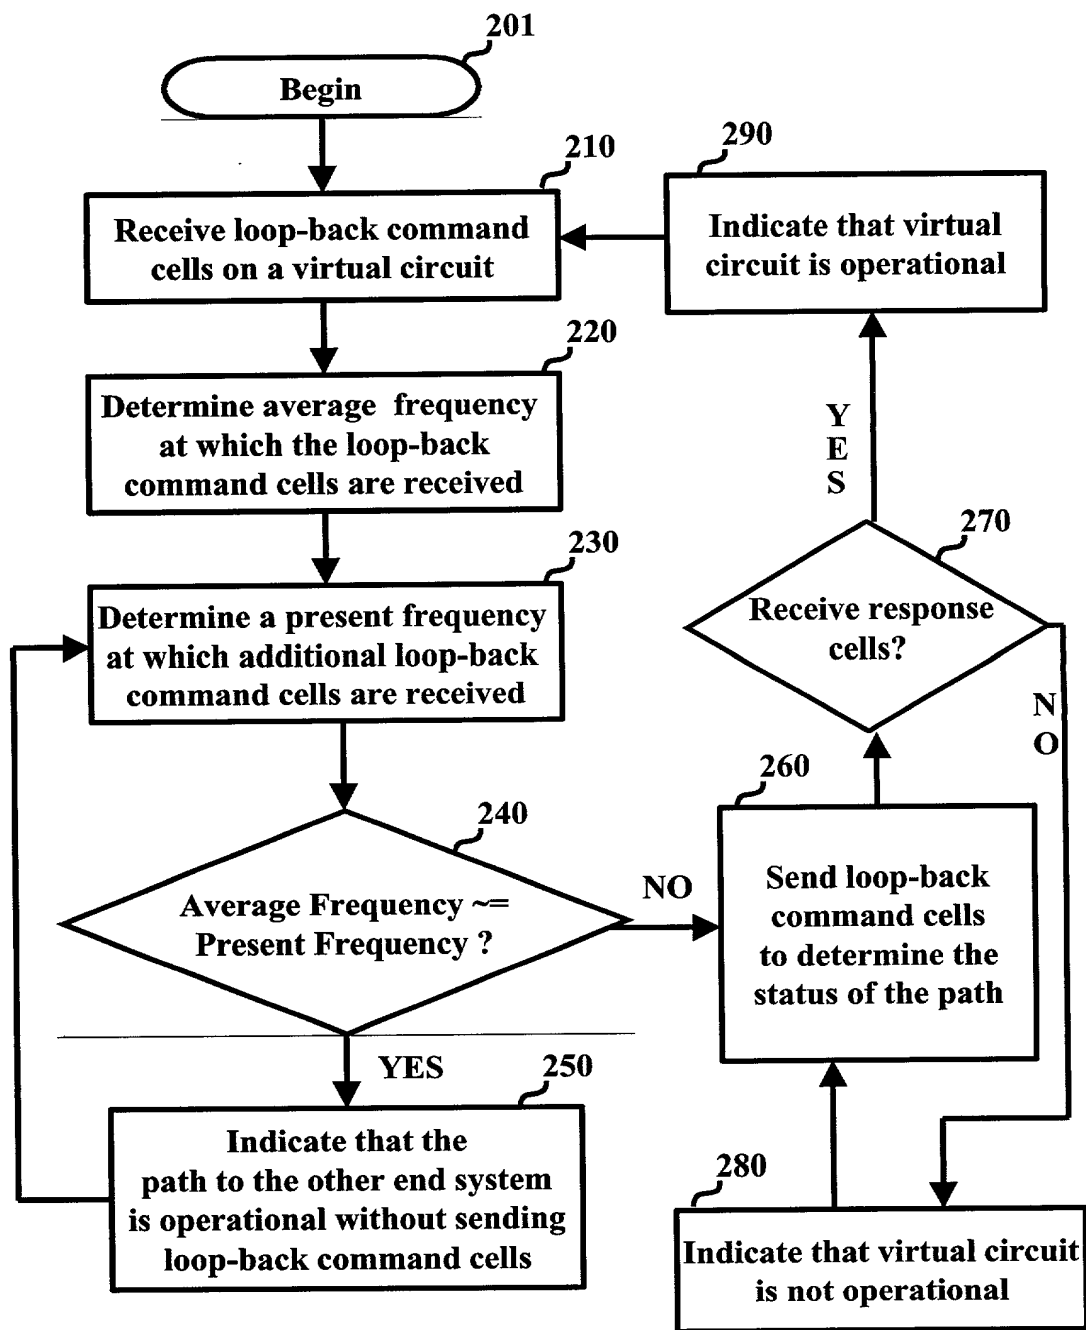 201
Begin
210
Receive loop-back command
cells on a virtual circuit
290
Indicate that virtual
circuit is operational
220
Determine average frequency
at which the loop-back
command cells are received
YES
230
Determine a present frequency
at which additional loop-back
command cells are received
270
Receive response
cells?
NO
240
Average Frequency ~=
Present Frequency ?
NO
260
Send loop-back
command cells
to determine the
status of the path
YES
250
Indicate that the
path to the other end system
is operational without sending
loop-back command cells
280
Indicate that virtual circuit
is not operational